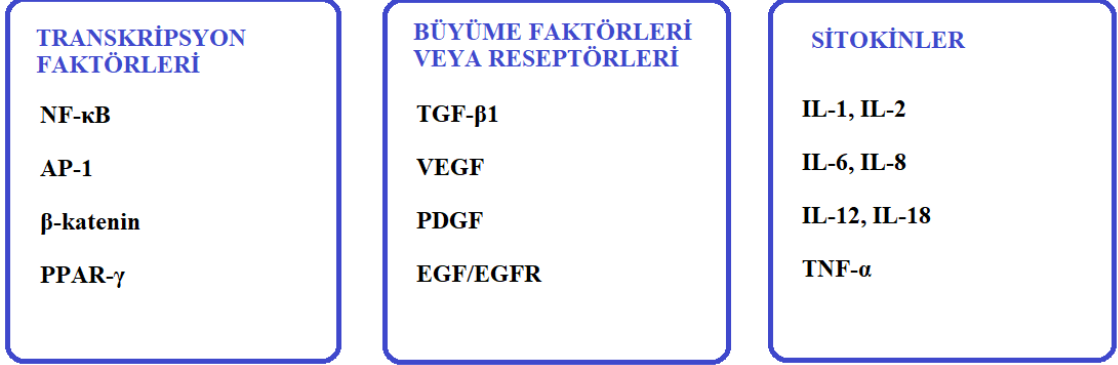 TRANSKRİPSYON
FAKTÖRLERİ
NF-κB
AP-1
β-katenin
PPAR-γ
BÜYÜME FAKTÖRLERİ
VEYA RESEPTÖRLERİ
TGF-β1
VEGF
PDGF
EGF/EGFR
SİTOKİNLER
IL-1, IL-2
IL-6, IL-8
IL-12, IL-18
TNF-α